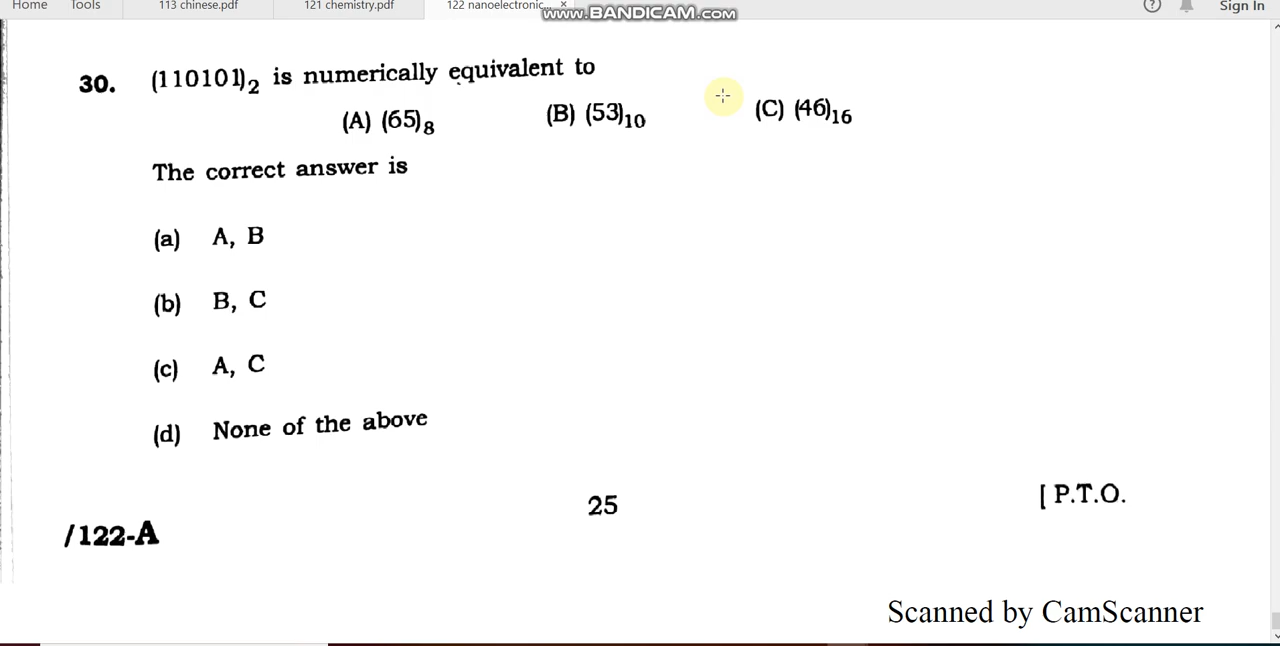 Home Tools 113 chinese.pdf 121 chemistry.pdf 122 nanoelectronic... × Sign In
www.BANDICAM.com
30. (110101)₂ is numerically equivalent to
(A) (65)₈ (B) (53)₁₀ (C) (46)₁₆
The correct answer is
(a) A, B
(b) B, C
(c) A, C
(d) None of the above
25
[ P.T.O.
/122-A
Scanned by CamScanner